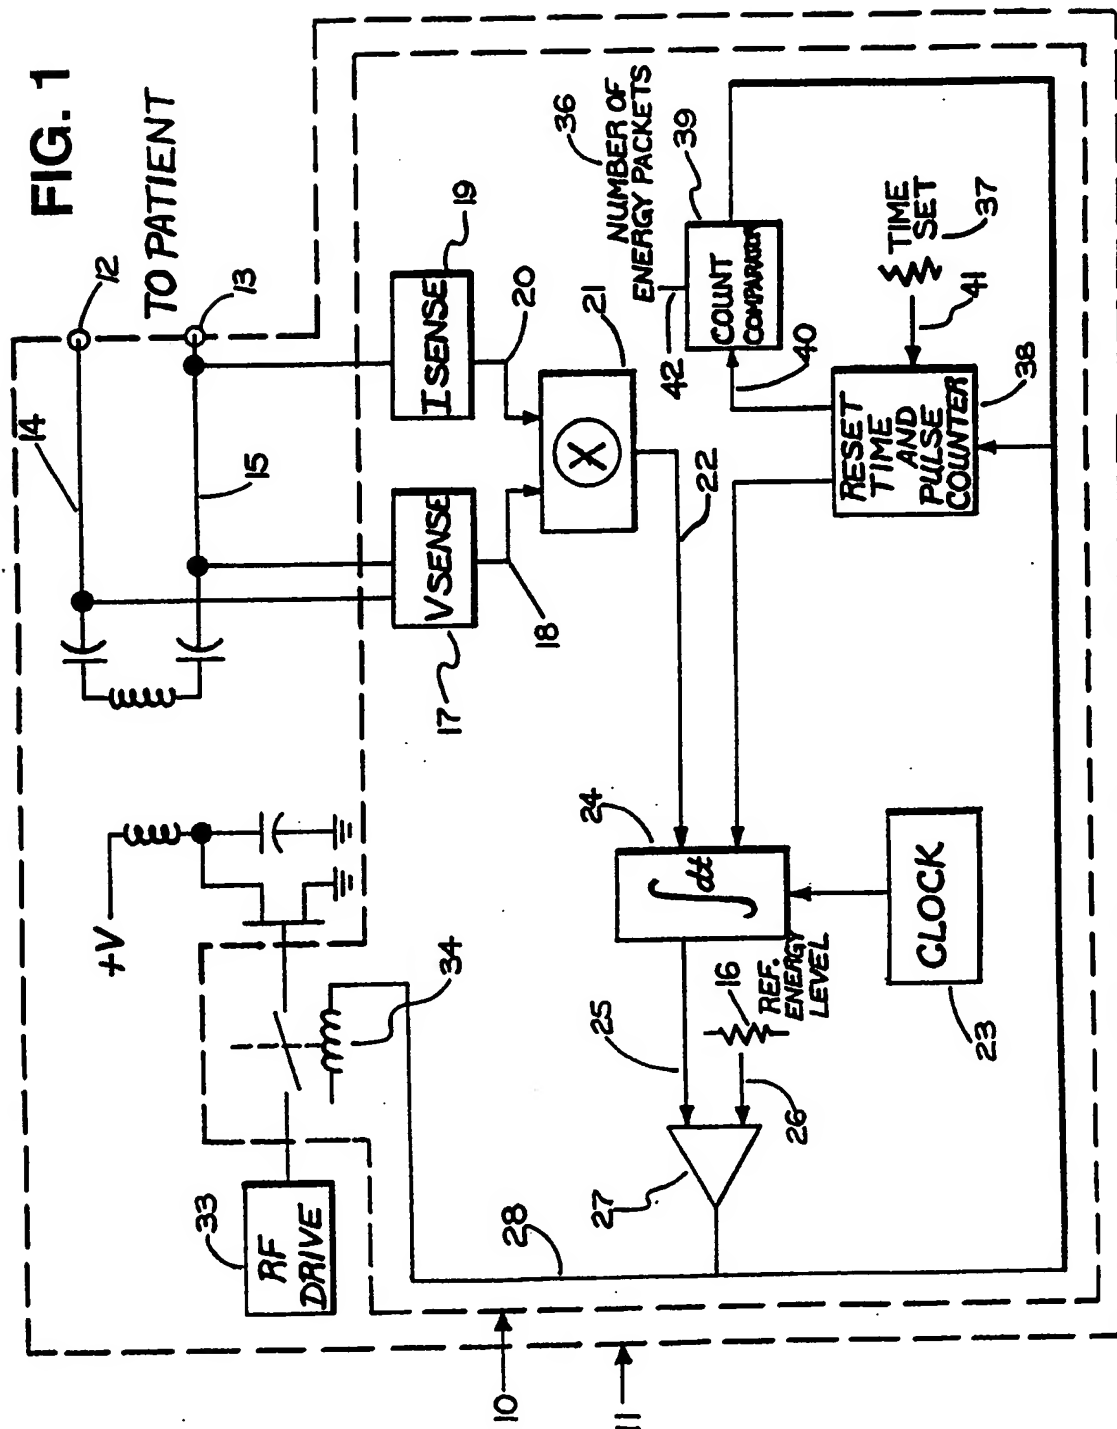 FIG. 1
TO PATIENT
12
13
14
15
+V
I SENSE
19
V SENSE
17
20
18
X
21
22
36
NUMBER OF
ENERGY PACKETS
42
COUNT
COMPARATOR
39
40
TIME
SET
37
41
RESET
TIME
AND
PULSE
COUNTER
38
24
∫dt
CLOCK
23
25
16
REF.
ENERGY
LEVEL
26
27
28
34
33
RF
DRIVE
10
11